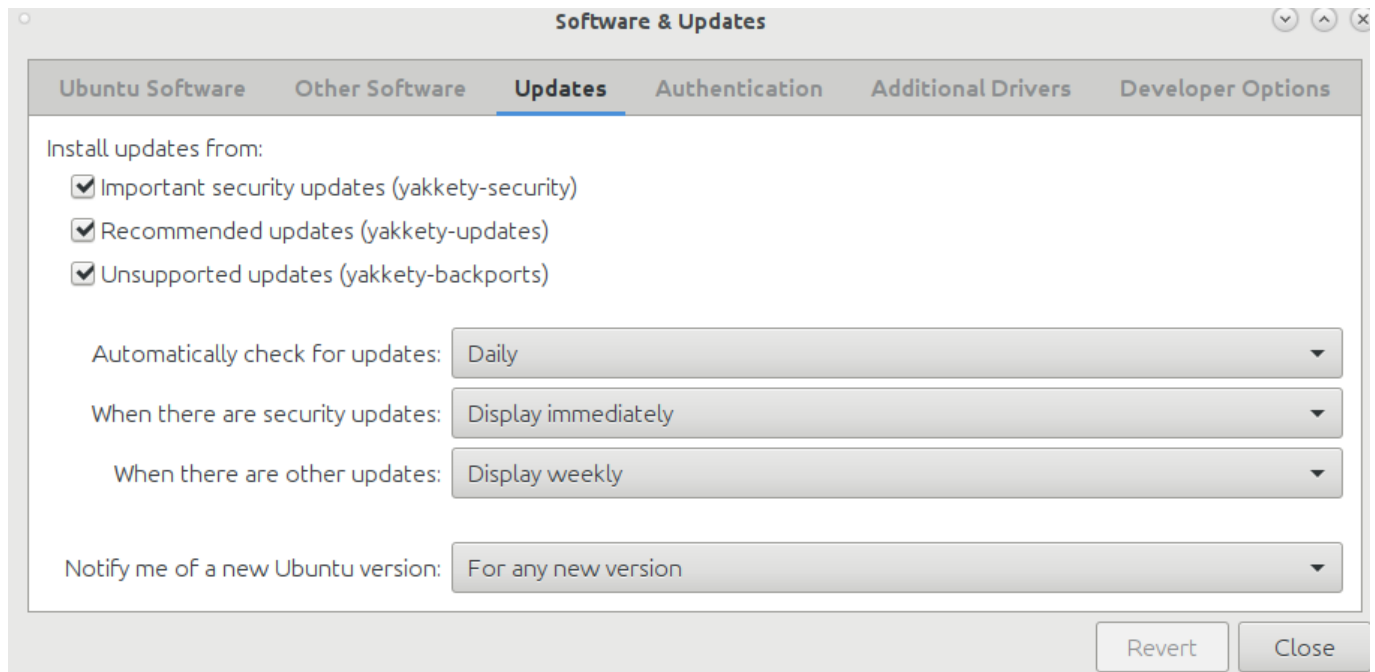 Software & Updates
Ubuntu Software Other Software Updates Authentication Additional Drivers Developer Options
Install updates from:
Important security updates (yakkety-security)
Recommended updates (yakkety-updates)
Unsupported updates (yakkety-backports)
Automatically check for updates: Daily
When there are security updates: Display immediately
When there are other updates: Display weekly
Notify me of a new Ubuntu version: For any new version
Revert Close